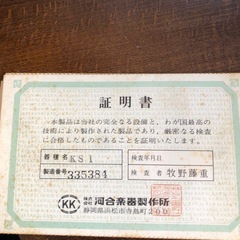 証明書
本製品は当社の完全なる設備と、わが国最高の
技術により製作された製品であり、厳密なる検査
に合格したものであることを証明いたします。
器種名 KS1
製造番号 335384
検査年月日
検査者 牧野藤重
KK
株式会社 河合楽器製作所
静岡県浜松市寺島町200